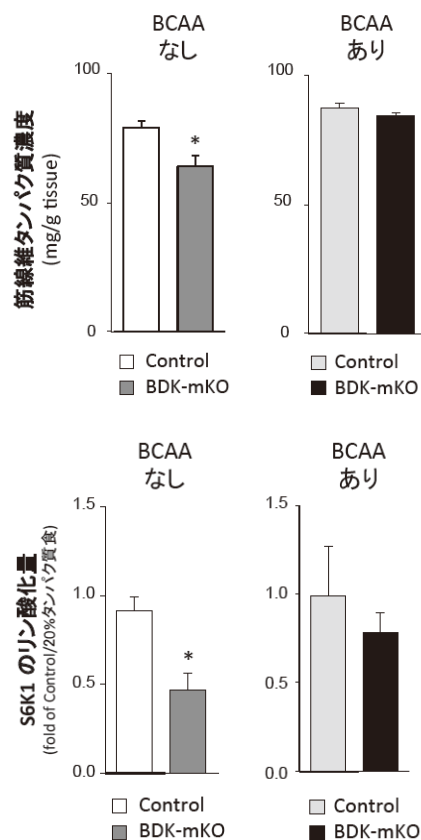 BCAA
なし
BCAA
あり
筋線維タンパク質濃度
(mg/g tissue)
100
50
0
*
100
50
0
Control
BDK-mKO
Control
BDK-mKO
BCAA
なし
BCAA
あり
S6K1 のリン酸化量
(fold of Control/20%タンパク質食)
1.5
1.0
0.5
0.0
*
1.5
1.0
0.5
0.0
Control
BDK-mKO
Control
BDK-mKO